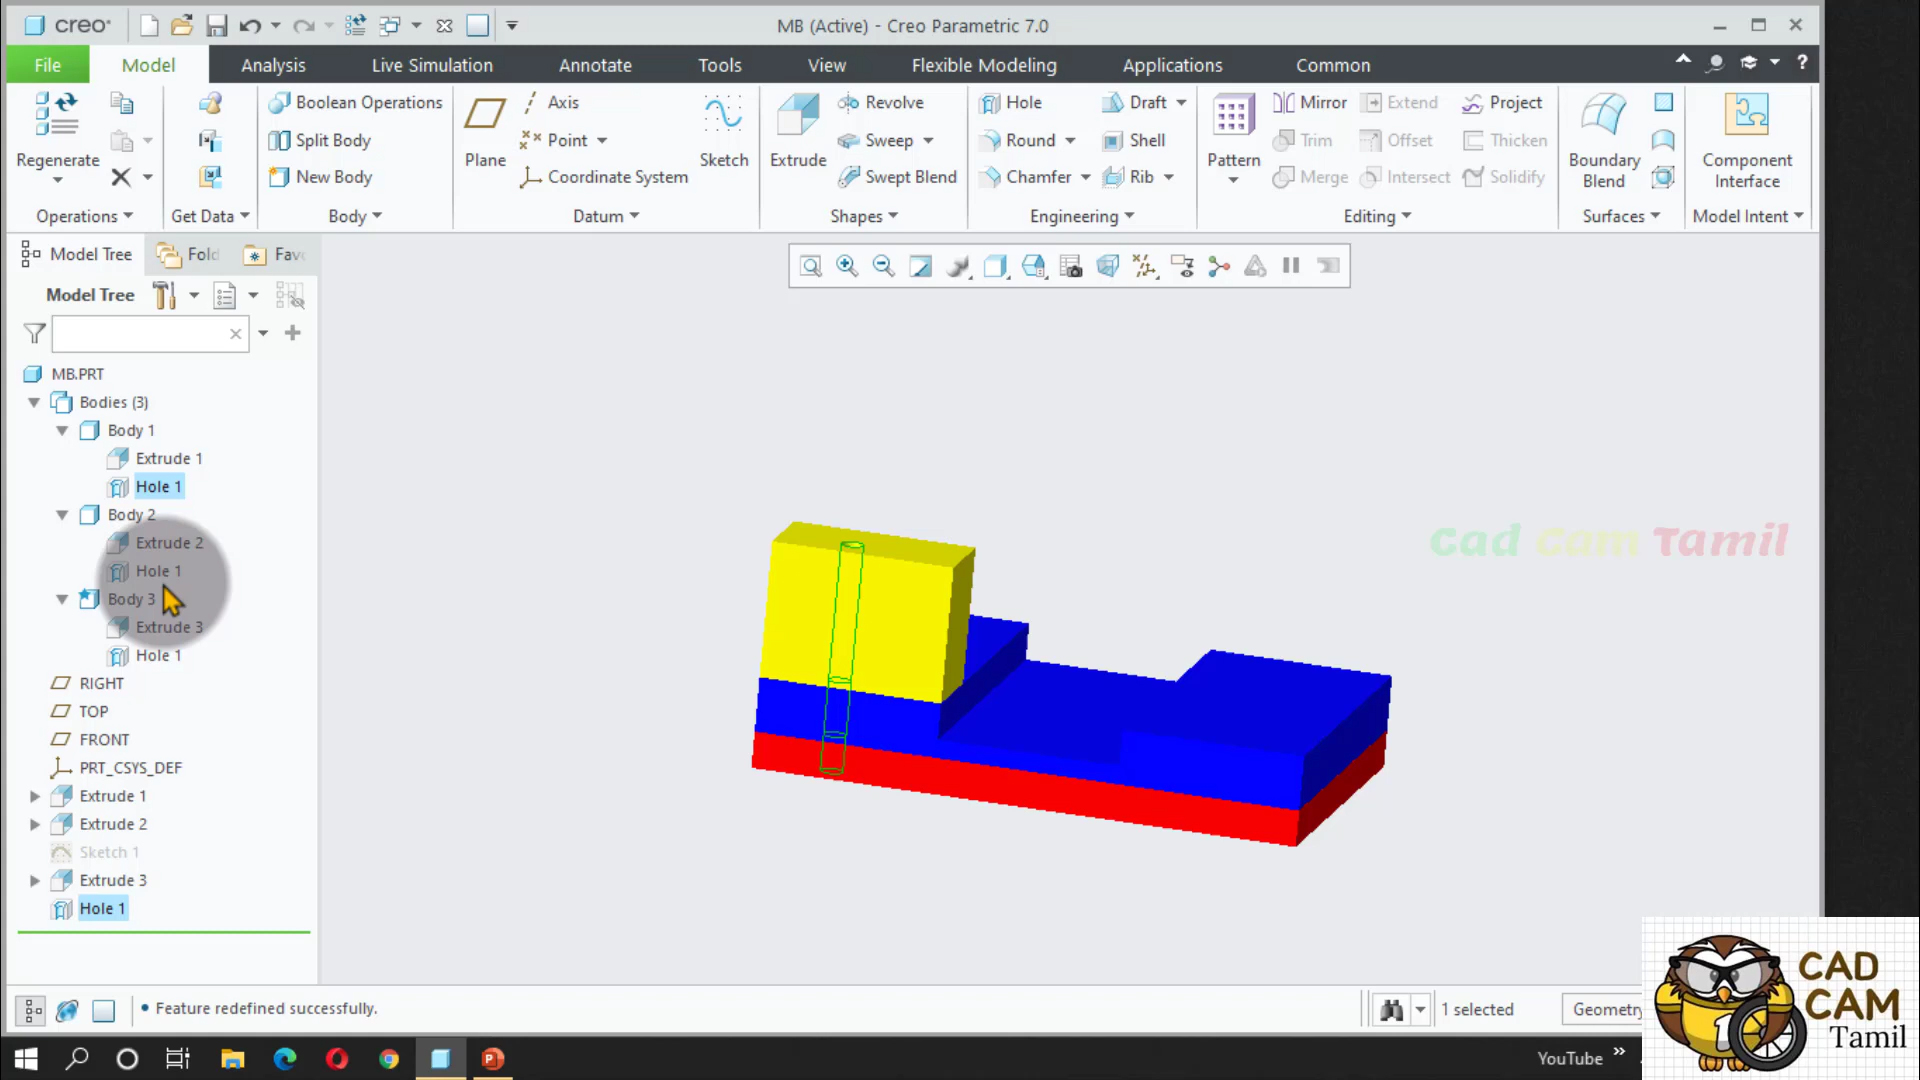 creo
MB (Active) - Creo Parametric 7.0
File Model Analysis Live Simulation Annotate Tools View Flexible Modeling Applications Common
Regenerate
Operations
Get Data
Boolean Operations
Split Body
New Body
Body
Plane
Axis
Point
Coordinate System
Sketch
Datum
Extrude
Revolve
Sweep
Swept Blend
Shapes
Hole
Round
Chamfer
Draft
Shell
Rib
Engineering
Pattern
Mirror
Trim
Merge
Extend
Offset
Intersect
Project
Thicken
Solidify
Editing
Boundary
Blend
Surfaces
Component
Interface
Model Intent
Model Tree Fold Fav
Model Tree
MB.PRT
Bodies (3)
Body 1
Extrude 1
Hole 1
Body 2
Extrude 2
Hole 1
Body 3
Extrude 3
Hole 1
RIGHT
TOP
FRONT
PRT_CSYS_DEF
Extrude 1
Extrude 2
Sketch 1
Extrude 3
Hole 1
Cad Cam Tamil
• Feature redefined successfully.
1 selected
Geometry
YouTube
CAD
CAM
Tamil